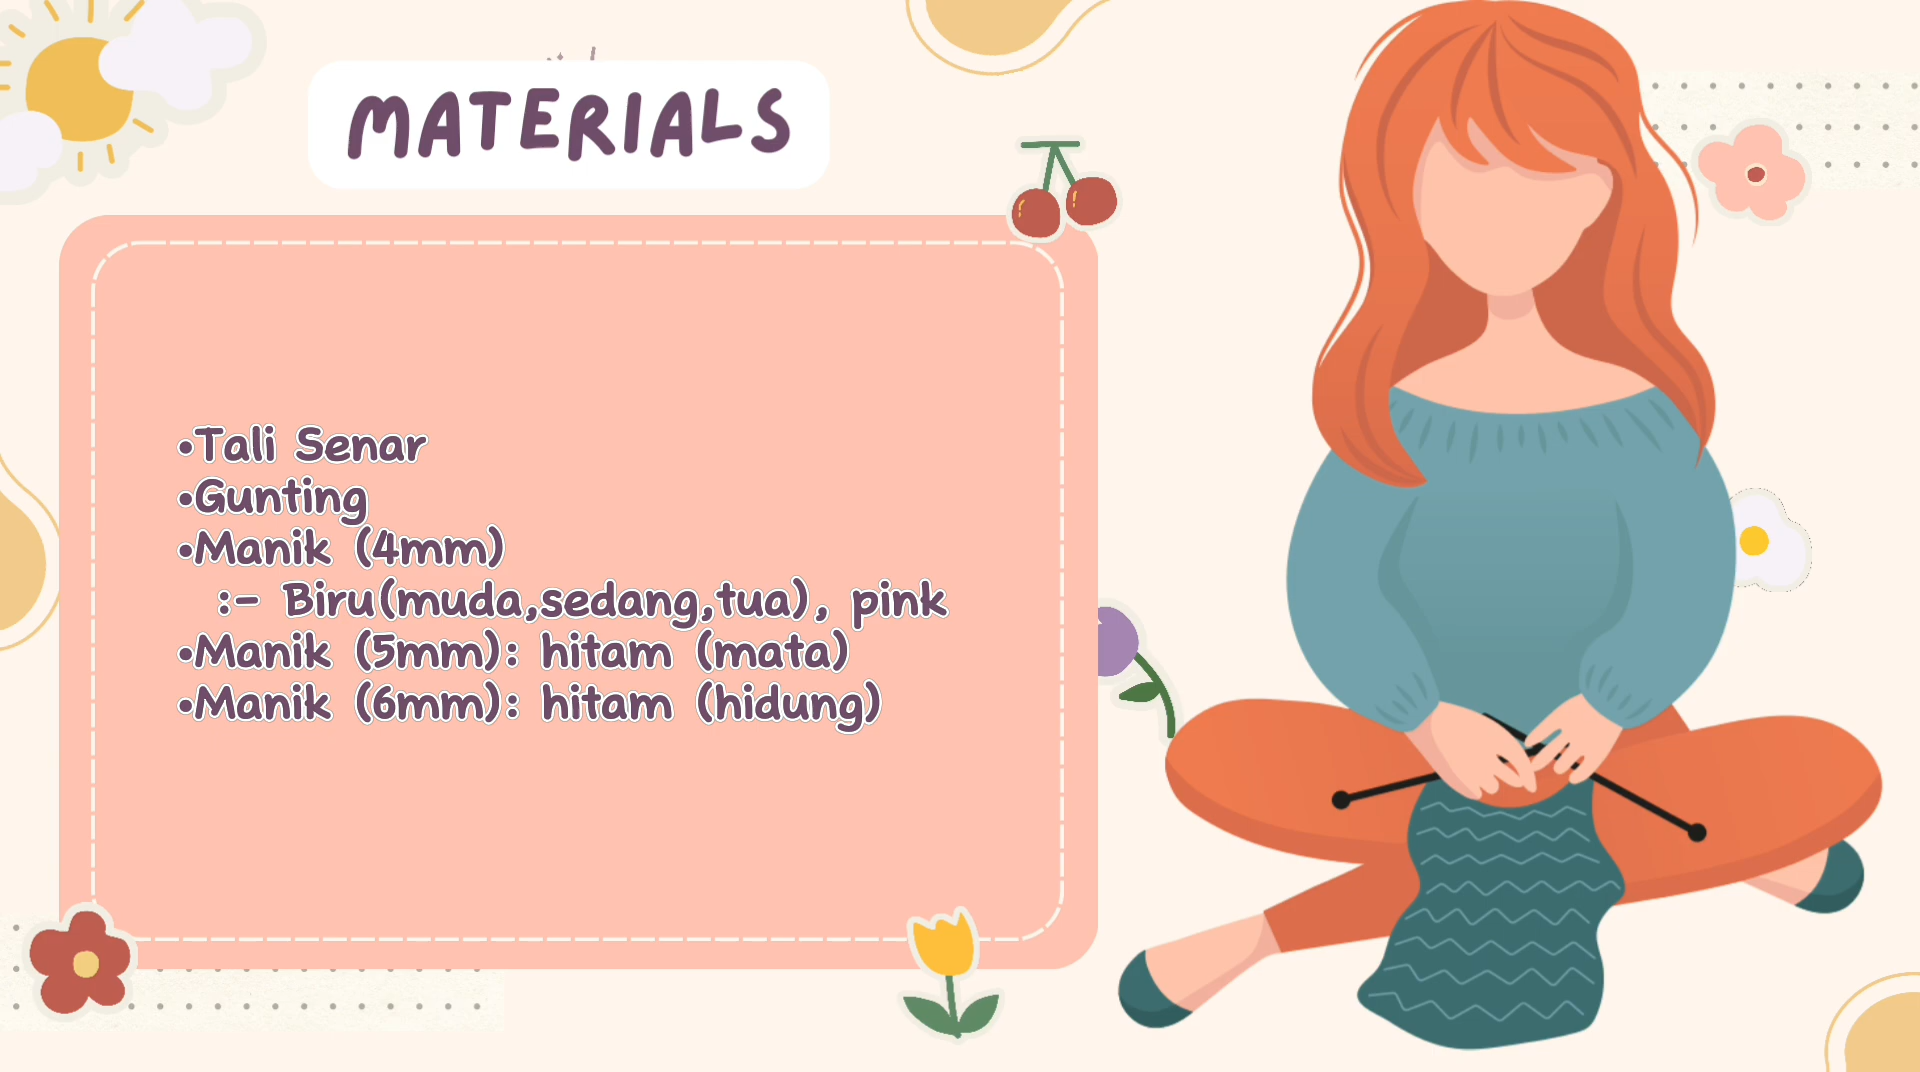 MATERIALS
•Tali Senar
•Gunting
•Manik (4mm)
:- Biru(muda,sedang,tua), pink
•Manik (5mm): hitam (mata)
•Manik (6mm): hitam (hidung)